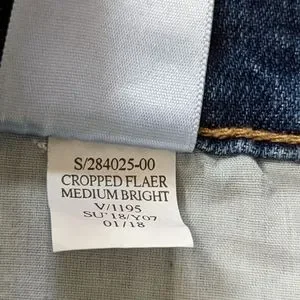 S/284025-00
CROPPED FLAER
MEDIUM BRIGHT
V/1195
SU' 18/Y07
01/18